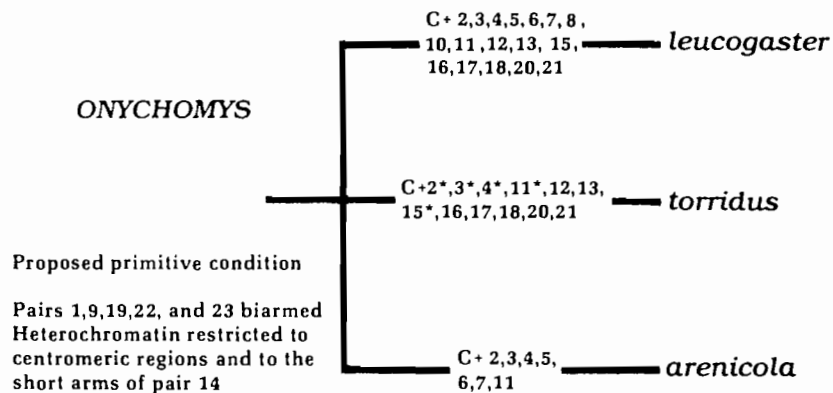 C+ 2,3,4,5, 6,7, 8,
10,11,12,13, 15,
16,17,18,20,21
leucogaster
ONYCHOMYS
C+2*,3*,4*,11*,12,13,
15*,16,17,18,20,21
torridus
Proposed primitive condition
Pairs 1,9,19,22, and 23 biarmed
Heterochromatin restricted to
centromeric regions and to the
short arms of pair 14
C+ 2,3,4,5,
6,7,11
arenicola